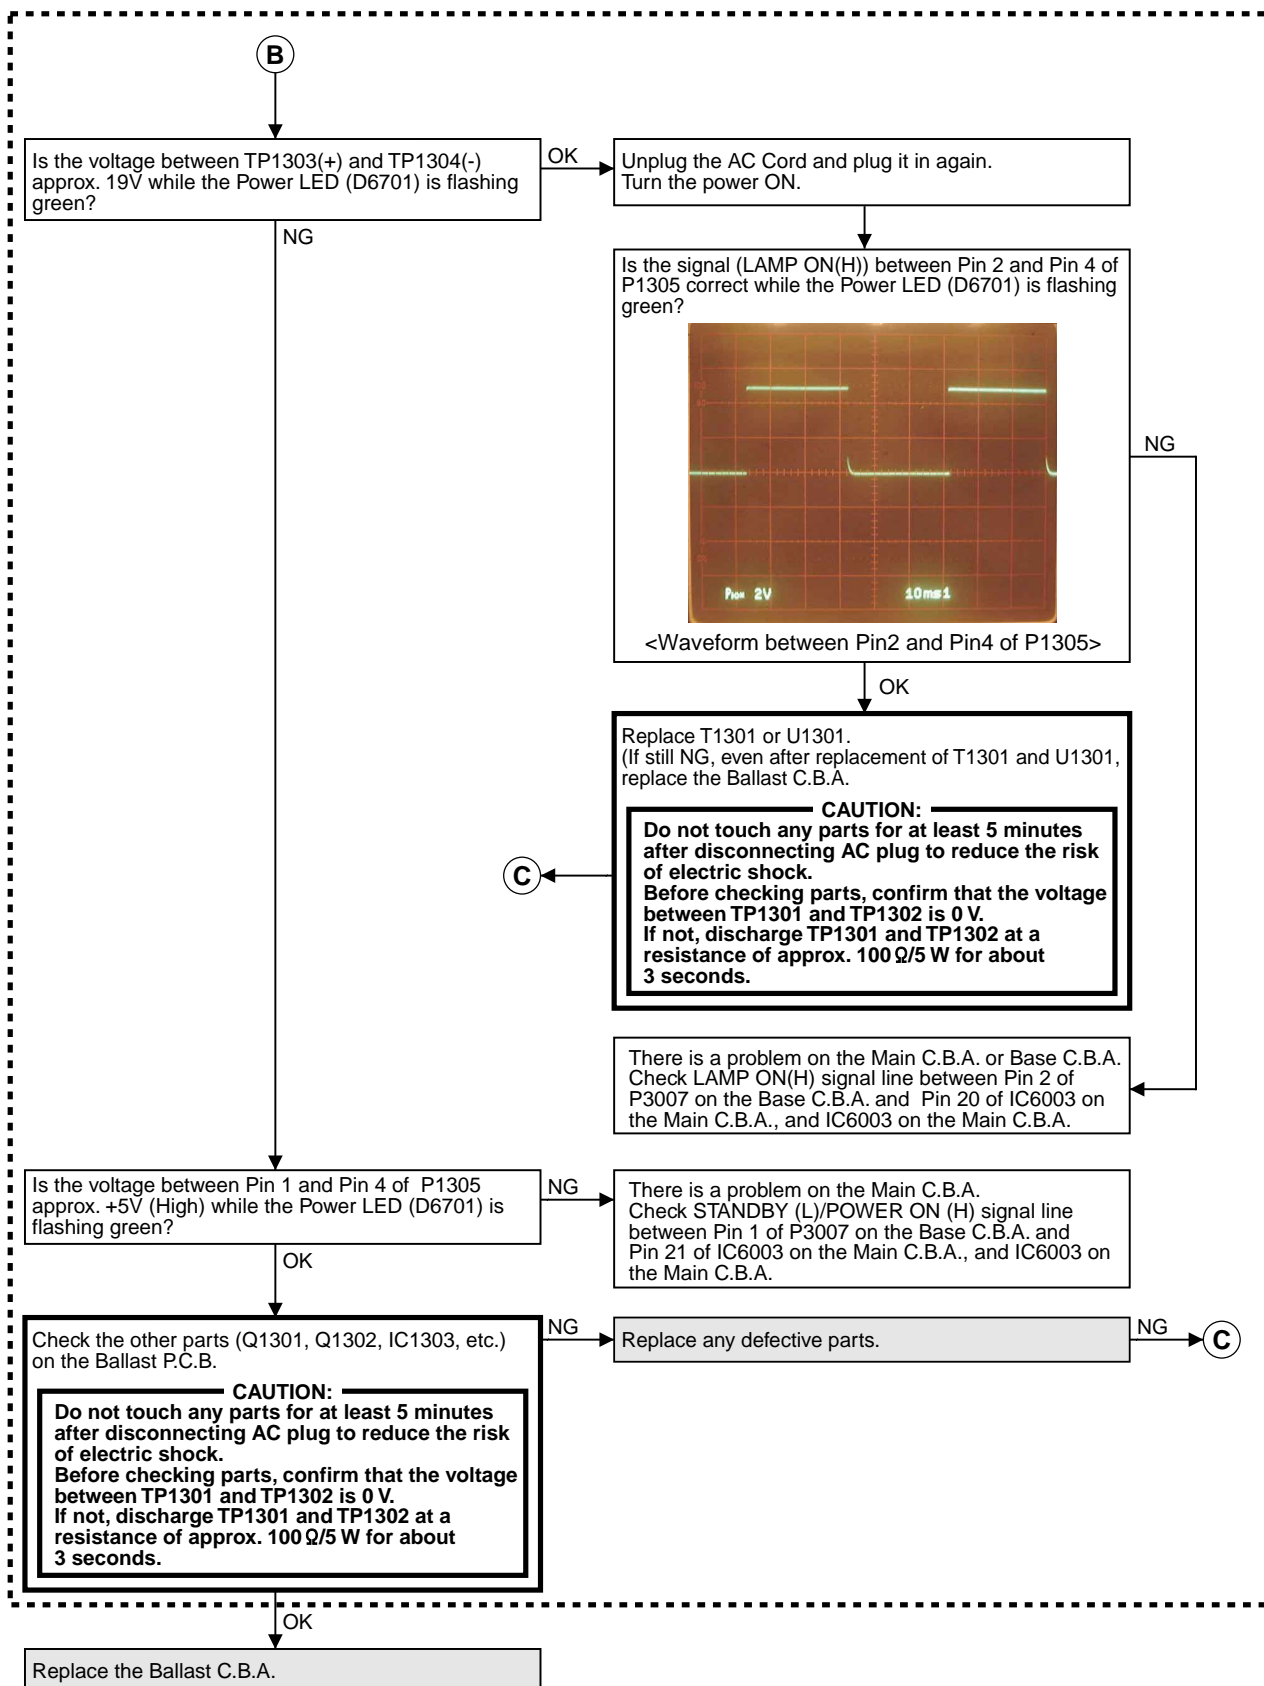 B
Is the voltage between TP1303(+) and TP1304(-)
approx. 19V while the Power LED (D6701) is flashing
green?
OK
Unplug the AC Cord and plug it in again.
Turn the power ON.
NG
Is the signal (LAMP ON(H)) between Pin 2 and Pin 4 of
P1305 correct while the Power LED (D6701) is flashing
green?
2V
10ms
NG
<Waveform between Pin2 and Pin4 of P1305>
OK
Replace T1301 or U1301.
(If still NG, even after replacement of T1301 and U1301,
replace the Ballast C.B.A.
CAUTION:
Do not touch any parts for at least 5 minutes
after disconnecting AC plug to reduce the risk
of electric shock.
Before checking parts, confirm that the voltage
between TP1301 and TP1302 is 0 V.
If not, discharge TP1301 and TP1302 at a
resistance of approx. 100 Ω/5 W for about
3 seconds.
C
There is a problem on the Main C.B.A. or Base C.B.A.
Check LAMP ON(H) signal line between Pin 2 of
P3007 on the Base C.B.A. and Pin 20 of IC6003 on
the Main C.B.A., and IC6003 on the Main C.B.A.
Is the voltage between Pin 1 and Pin 4 of P1305
approx. +5V (High) while the Power LED (D6701) is
flashing green?
NG
There is a problem on the Main C.B.A.
Check STANDBY (L)/POWER ON (H) signal line
between Pin 1 of P3007 on the Base C.B.A. and
Pin 21 of IC6003 on the Main C.B.A., and IC6003 on
the Main C.B.A.
OK
Check the other parts (Q1301, Q1302, IC1303, etc.)
on the Ballast P.C.B.
NG
Replace any defective parts.
NG
C
CAUTION:
Do not touch any parts for at least 5 minutes
after disconnecting AC plug to reduce the risk
of electric shock.
Before checking parts, confirm that the voltage
between TP1301 and TP1302 is 0 V.
If not, discharge TP1301 and TP1302 at a
resistance of approx. 100 Ω/5 W for about
3 seconds.
OK
Replace the Ballast C.B.A.